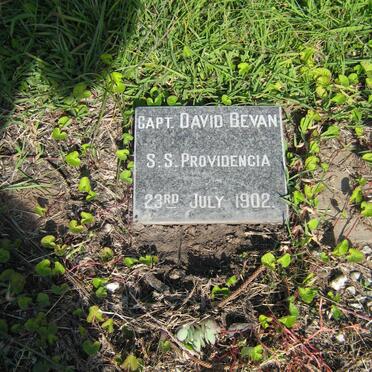 CAPT. DAVID BEVAN
S.S. PROVIDENCIA
23RD JULY 1902.